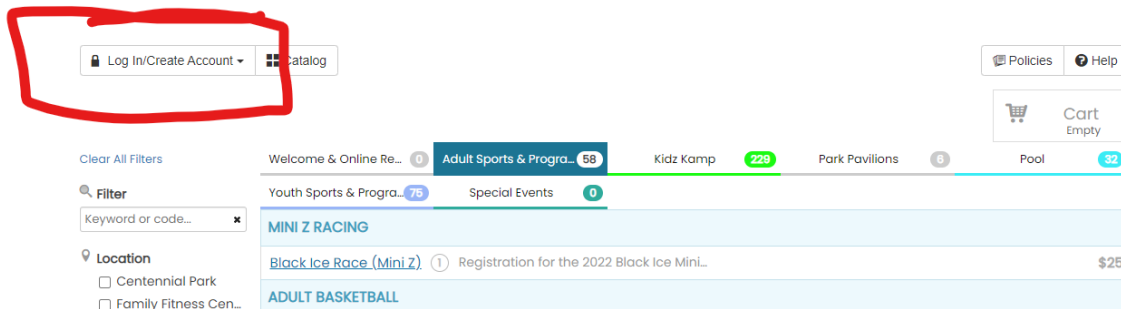 Log In/Create Account
Catalog
Policies
Help
Cart
Empty
Clear All Filters
Welcome & Online Re... 0
Adult Sports & Progra... 58
Kidz Kamp 229
Park Pavilions 6
Pool 32
Youth Sports & Progra... 75
Special Events 0
Filter
Keyword or code...
MINI Z RACING
Location
Black Ice Race (Mini Z) 1 Registration for the 2022 Black Ice Mini... $25
Centennial Park
ADULT BASKETBALL
Family Fitness Cen...